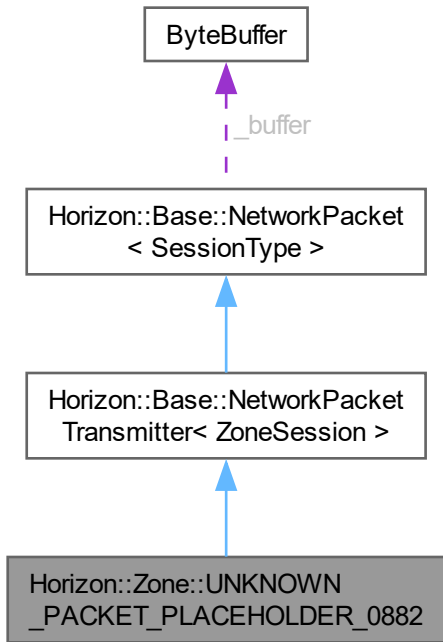 ByteBuffer
_buffer
Horizon::Base::NetworkPacket
< SessionType >
Horizon::Base::NetworkPacket
Transmitter< ZoneSession >
Horizon::Zone::UNKNOWN
_PACKET_PLACEHOLDER_0882